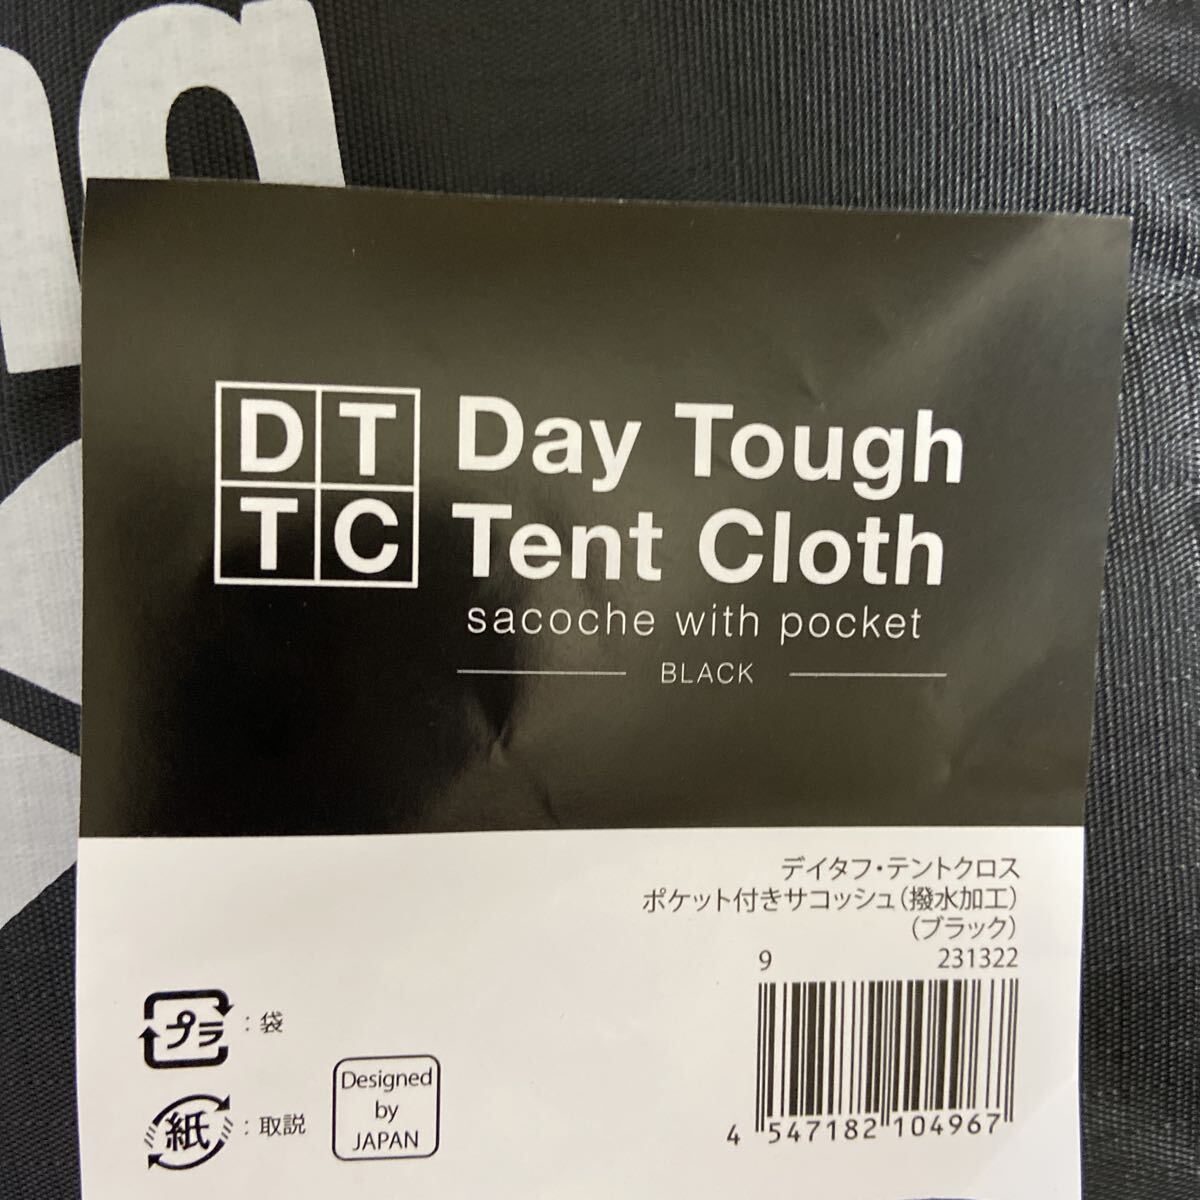 D T
T C
Day Tough
Tent Cloth
sacoche with pocket
BLACK
デイタフ・テントクロス
ポケット付きサコッシュ(撥水加工)
(ブラック)
9 231322
プラ : 袋
紙 : 取説
Designed
by
JAPAN
4 547182 104967